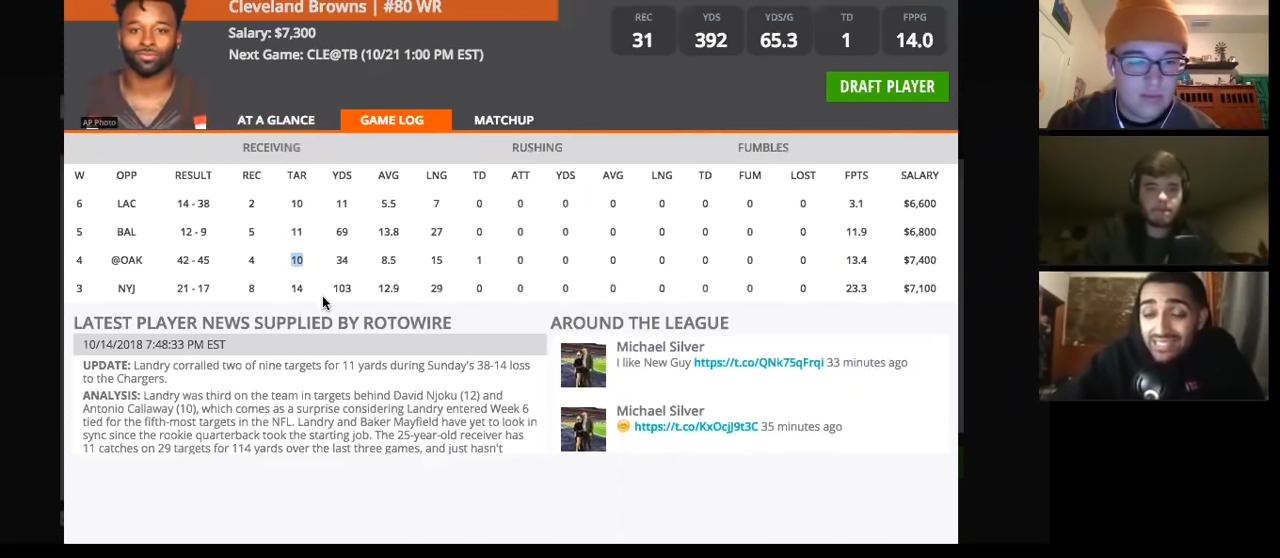 Cleveland Browns | #80 WR
Salary: $7,300
Next Game: CLE@TB (10/21 1:00 PM EST)
REC YDS YDS/G TD FPPG
31 392 65.3 1 14.0
DRAFT PLAYER
AP Photo
AT A GLANCE GAME LOG MATCHUP
RECEIVING RUSHING FUMBLES
W OPP RESULT REC TAR YDS AVG LNG TD ATT YDS AVG LNG TD FUM LOST FPTS SALARY
6 LAC 14 - 38 2 10 11 5.5 7 0 0 0 0 0 0 0 0 3.1 $6,600
5 BAL 12 - 9 5 11 69 13.8 27 0 0 0 0 0 0 0 0 11.9 $6,800
4 @OAK 42 - 45 4 10 34 8.5 15 1 0 0 0 0 0 0 0 13.4 $7,400
3 NYJ 21 - 17 8 14 103 12.9 29 0 0 0 0 0 0 0 0 23.3 $7,100
LATEST PLAYER NEWS SUPPLIED BY ROTOWIRE
10/14/2018 7:48:33 PM EST
UPDATE: Landry corralled two of nine targets for 11 yards during Sunday's 38-14 loss
to the Chargers.
ANALYSIS: Landry was third on the team in targets behind David Njoku (12) and
Antonio Callaway (10), which comes as a surprise considering Landry entered Week 6
tied for the fifth-most targets in the NFL. Landry and Baker Mayfield have yet to look in
sync since the rookie quarterback took the starting job. The 25-year-old receiver has
11 catches on 29 targets for 114 yards over the last three games, and just hasn't
AROUND THE LEAGUE
Michael Silver
I like New Guy https://t.co/QNk75qFrqi 33 minutes ago
Michael Silver
https://t.co/KxOcjJ9t3C 35 minutes ago